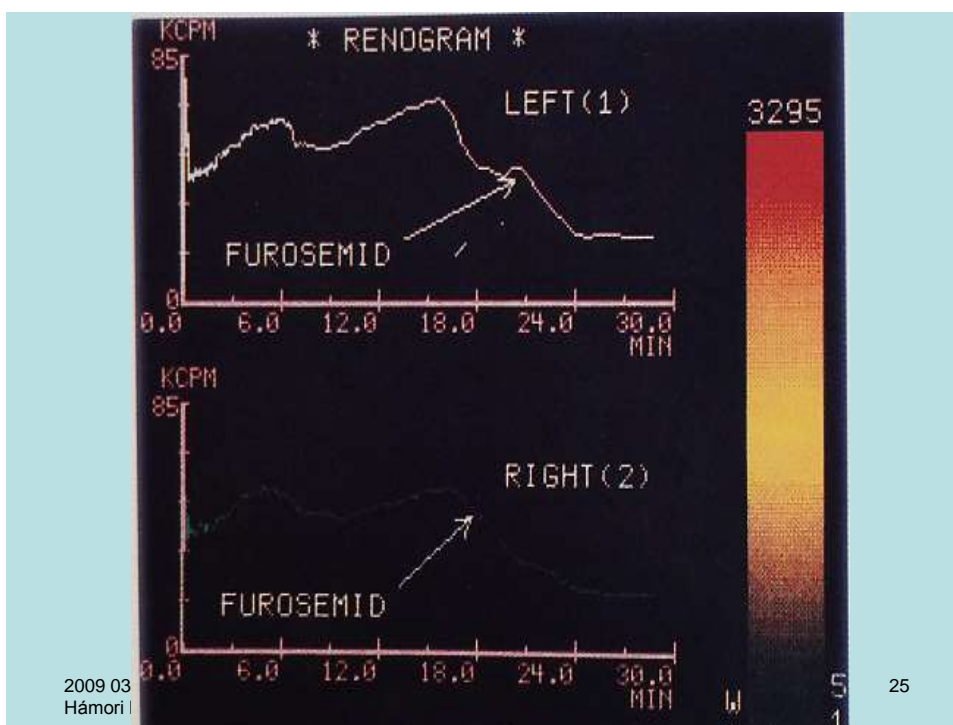 KCPM
* RENOGRAM *
85
LEFT(1)
3295
FUROSEMID
0
0.0 6.0 12.0 18.0 24.0 30.0
MIN
KCPM
85
RIGHT(2)
FUROSEMID
0
0.0 6.0 12.0 18.0 24.0 30.0
MIN
W
5
1
2009 03
Hámori
25